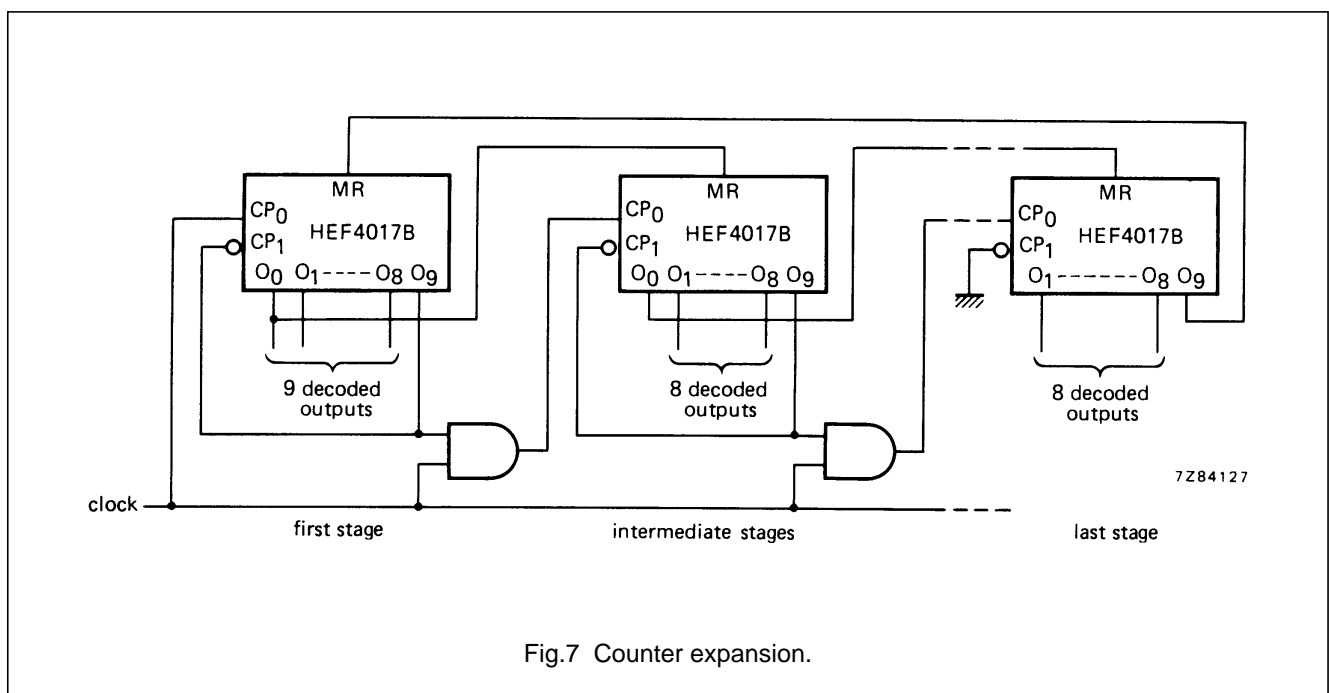 MR
CP0
HEF4017B
CP1
O0 O1 ---- O8 O9
9 decoded
outputs
MR
CP0
HEF4017B
CP1
O0 O1 ---- O8 O9
8 decoded
outputs
MR
CP0
HEF4017B
CP1
O1 ------- O8 O9
8 decoded
outputs
7Z84127
clock
first stage
intermediate stages
last stage
Fig.7 Counter expansion.